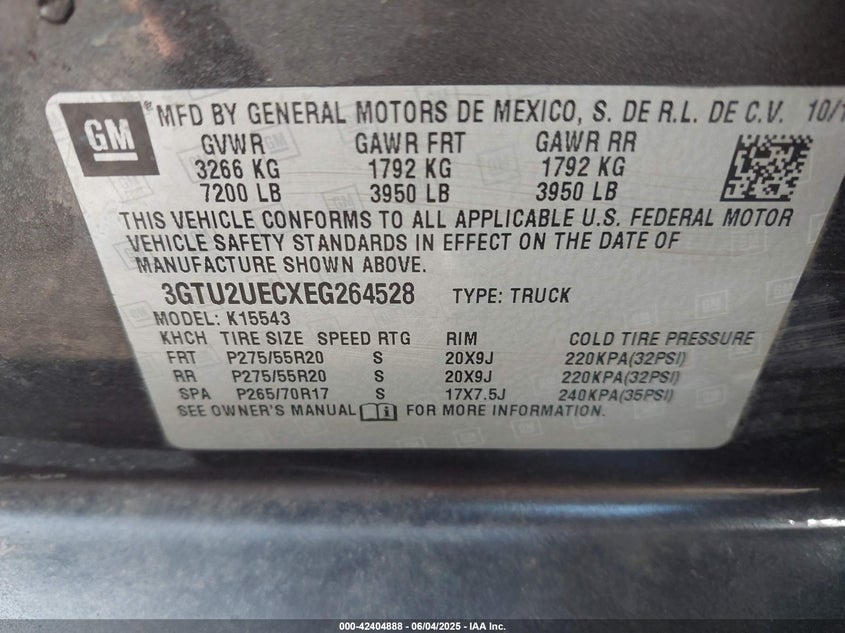 GM ® MFD BY GENERAL MOTORS DE MEXICO, S. DE R.L. DE C.V. 10/1
GVWR GAWR FRT GAWR RR
3266 KG 1792 KG 1792 KG
7200 LB 3950 LB 3950 LB
THIS VEHICLE CONFORMS TO ALL APPLICABLE U.S. FEDERAL MOTOR
VEHICLE SAFETY STANDARDS IN EFFECT ON THE DATE OF
MANUFACTURE SHOWN ABOVE.
3GTU2UECXEG264528 TYPE: TRUCK
MODEL: K15543
KHCH TIRE SIZE SPEED RTG RIM COLD TIRE PRESSURE
FRT P275/55R20 S 20X9J 220KPA(32PSI)
RR P275/55R20 S 20X9J 220KPA(32PSI)
SPA P265/70R17 S 17X7.5J 240KPA(35PSI)
SEE OWNER'S MANUAL FOR MORE INFORMATION.
000-42404888 - 06/04/2025 - IAA Inc.